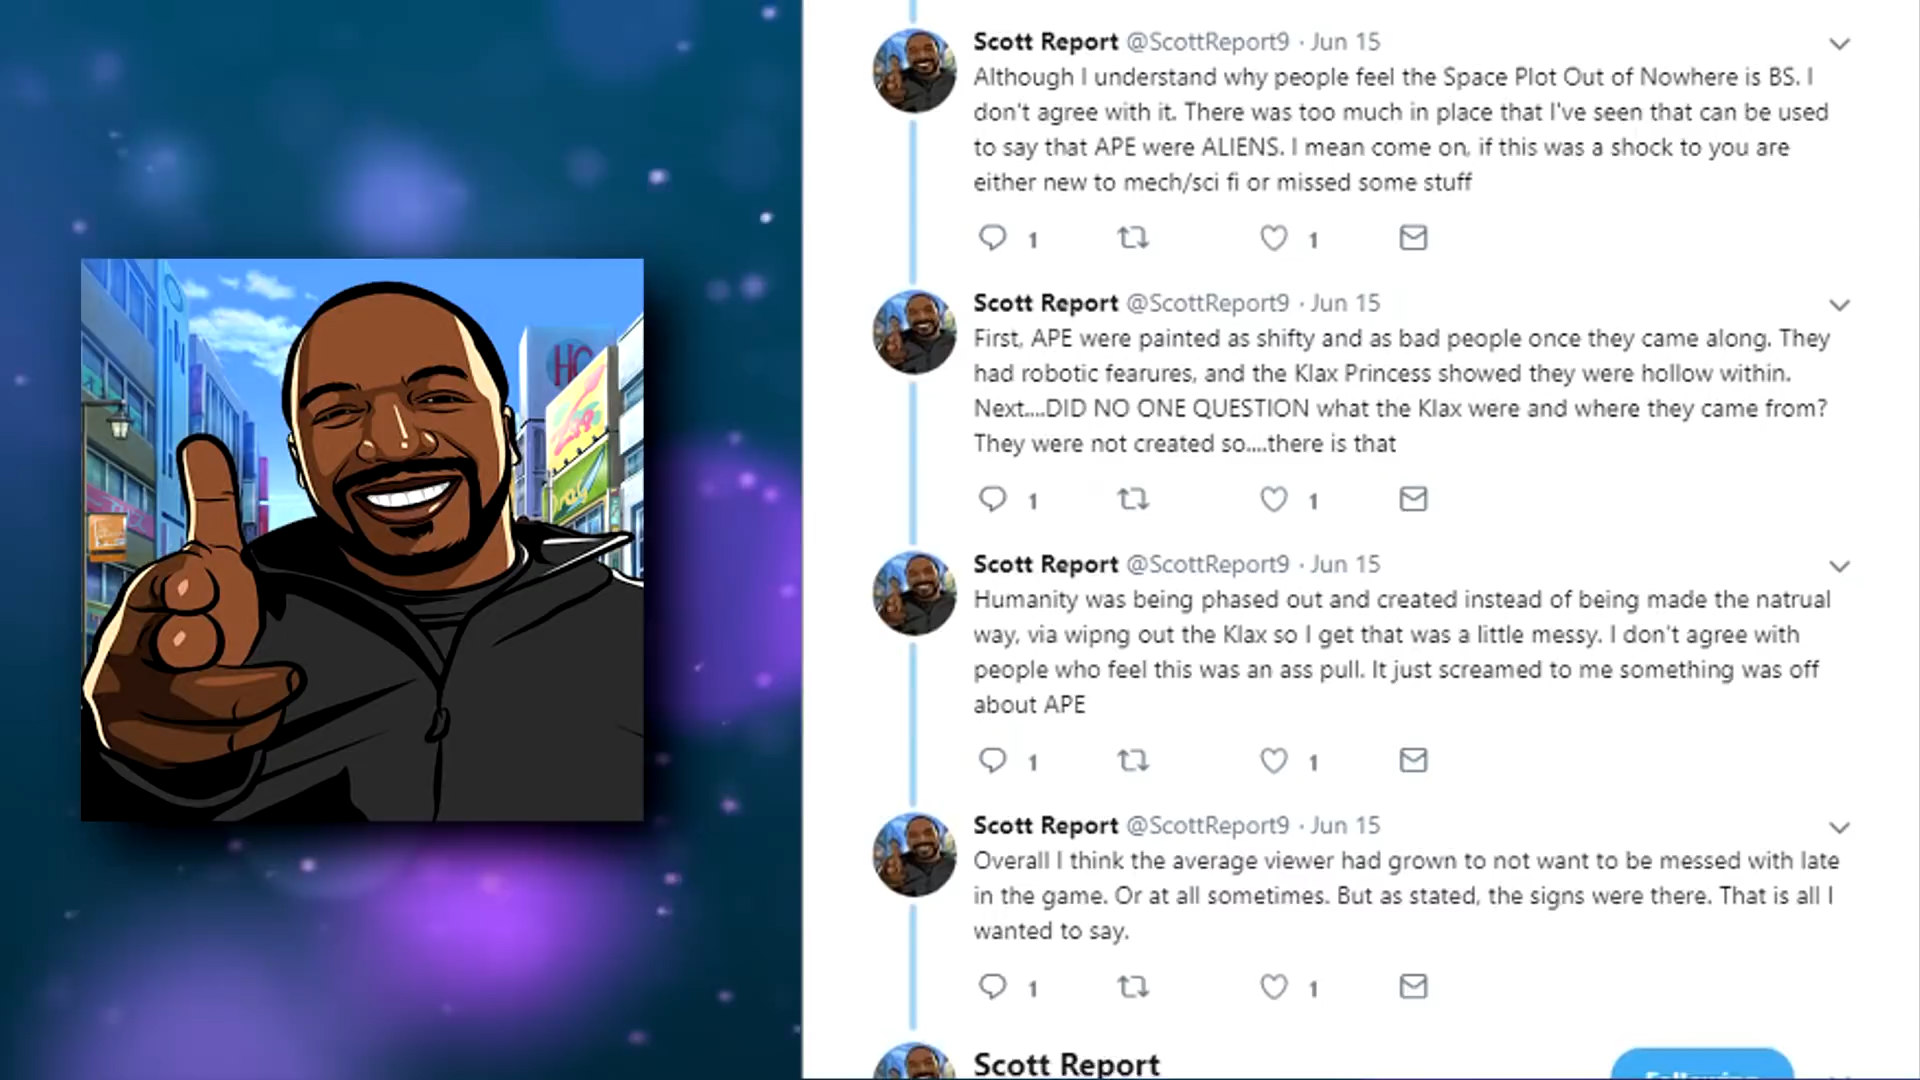 Scott Report @ScottReport9 · Jun 15
Although I understand why people feel the Space Plot Out of Nowhere is BS. I
don't agree with it. There was too much in place that I've seen that can be used
to say that APE were ALIENS. I mean come on, if this was a shock to you are
either new to mech/sci fi or missed some stuff
1 1
Scott Report @ScottReport9 · Jun 15
First, APE were painted as shifty and as bad people once they came along. They
had robotic fearures, and the Klax Princess showed they were hollow within.
Next....DID NO ONE QUESTION what the Klax were and where they came from?
They were not created so....there is that
1 1
Scott Report @ScottReport9 · Jun 15
Humanity was being phased out and created instead of being made the natrual
way, via wipng out the Klax so I get that was a little messy. I don't agree with
people who feel this was an ass pull. It just screamed to me something was off
about APE
1 1
Scott Report @ScottReport9 · Jun 15
Overall I think the average viewer had grown to not want to be messed with late
in the game. Or at all sometimes. But as stated, the signs were there. That is all I
wanted to say.
1 1
Scott Report